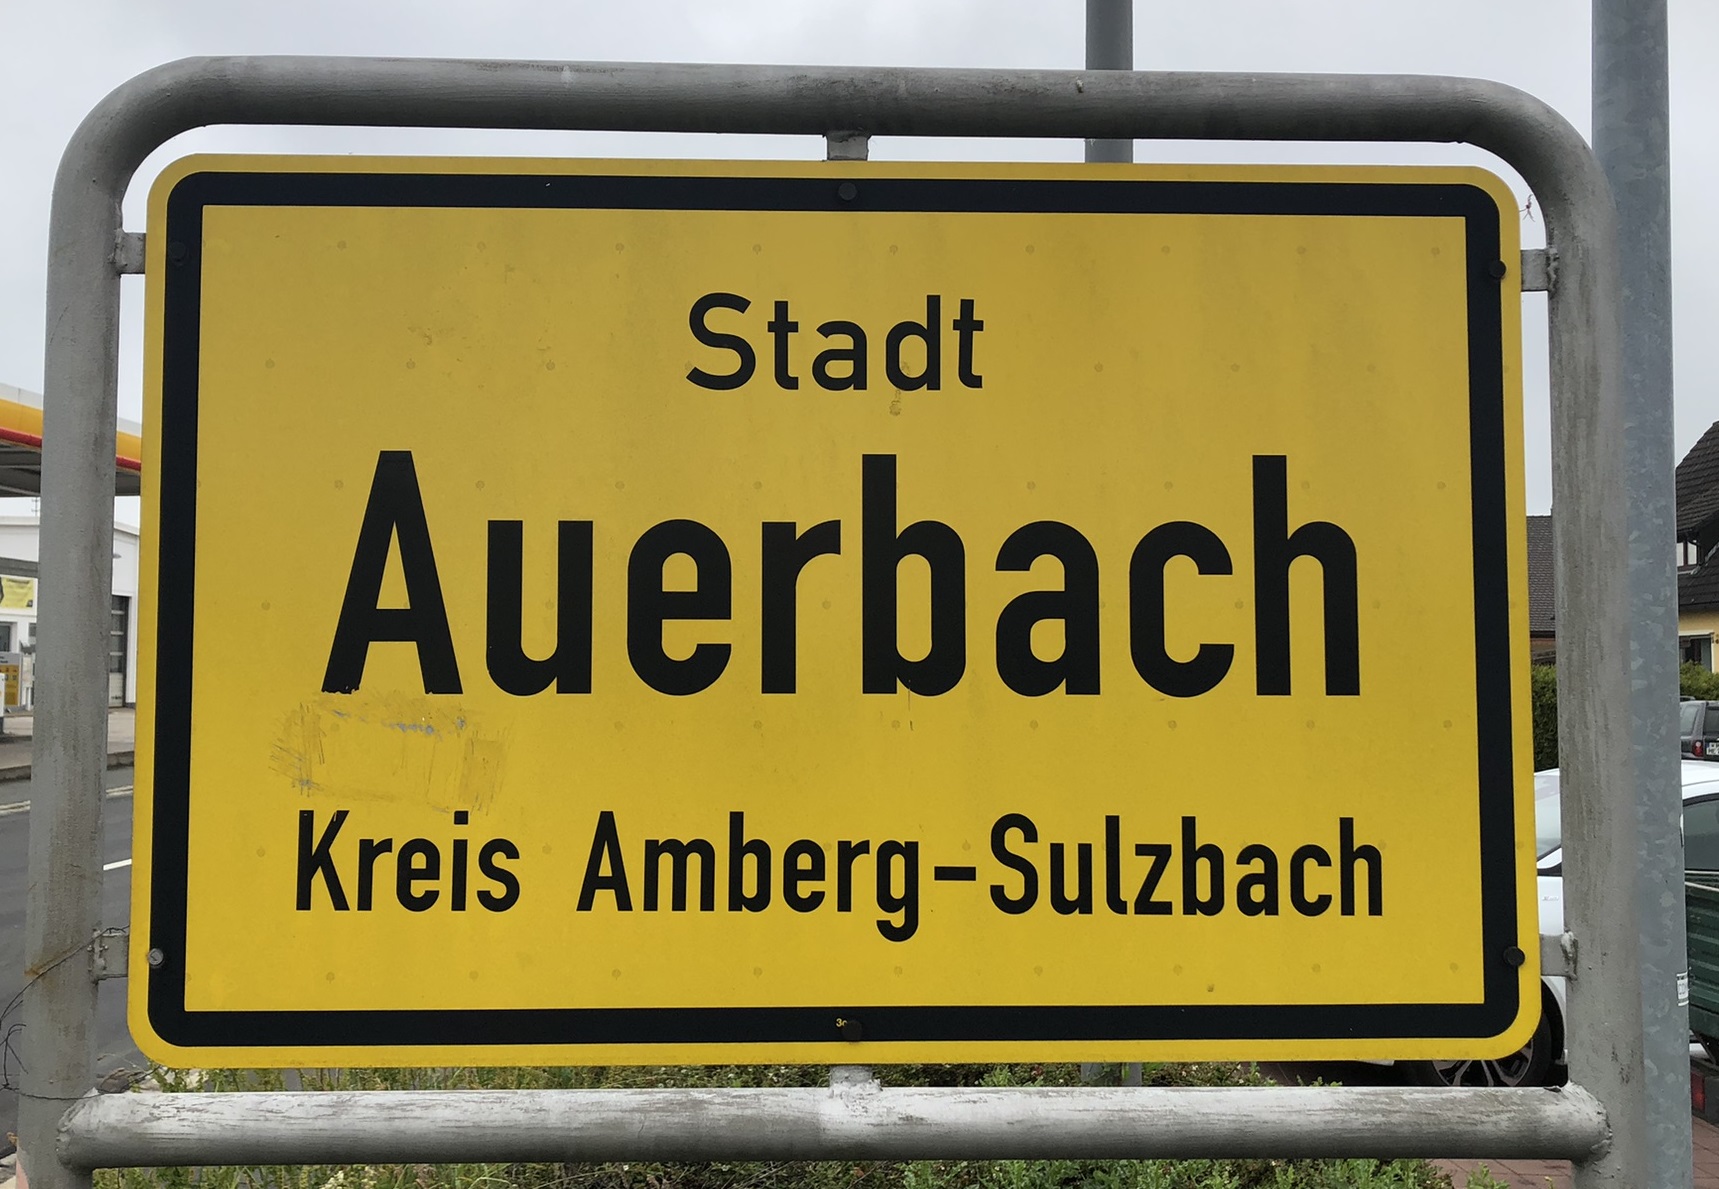 Stadt
Auerbach
Kreis Amberg-Sulzbach